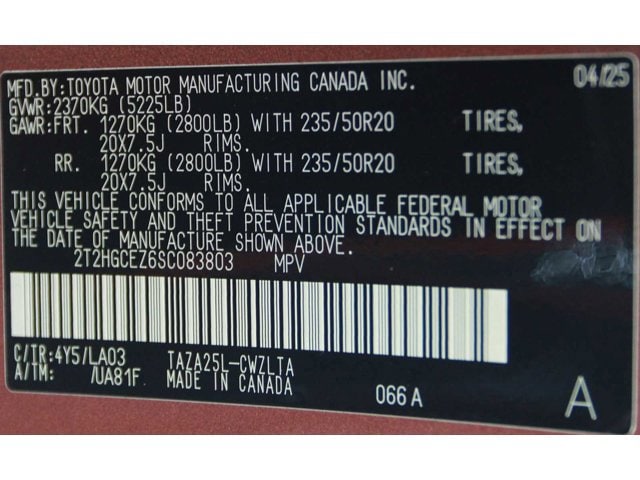 MFD.BY:TOYOTA MOTOR MANUFACTURING CANADA INC. 04/25
GVWR:2370KG (5225LB)
GAWR:FRT. 1270KG (2800LB) WITH 235/50R20 TIRES,
20X7.5J RIMS.
RR. 1270KG (2800LB) WITH 235/50R20 TIRES,
20X7.5J RIMS.
THIS VEHICLE CONFORMS TO ALL APPLICABLE FEDERAL MOTOR
VEHICLE SAFETY AND THEFT PREVENTION STANDARDS IN EFFECT ON
THE DATE OF MANUFACTURE SHOWN ABOVE.
2T2HGCEZ6SC083803 MPV
C/TR:4Y5/LA03 TAZA25L-CWZLTA
A/TM: /UA81F MADE IN CANADA 066A A